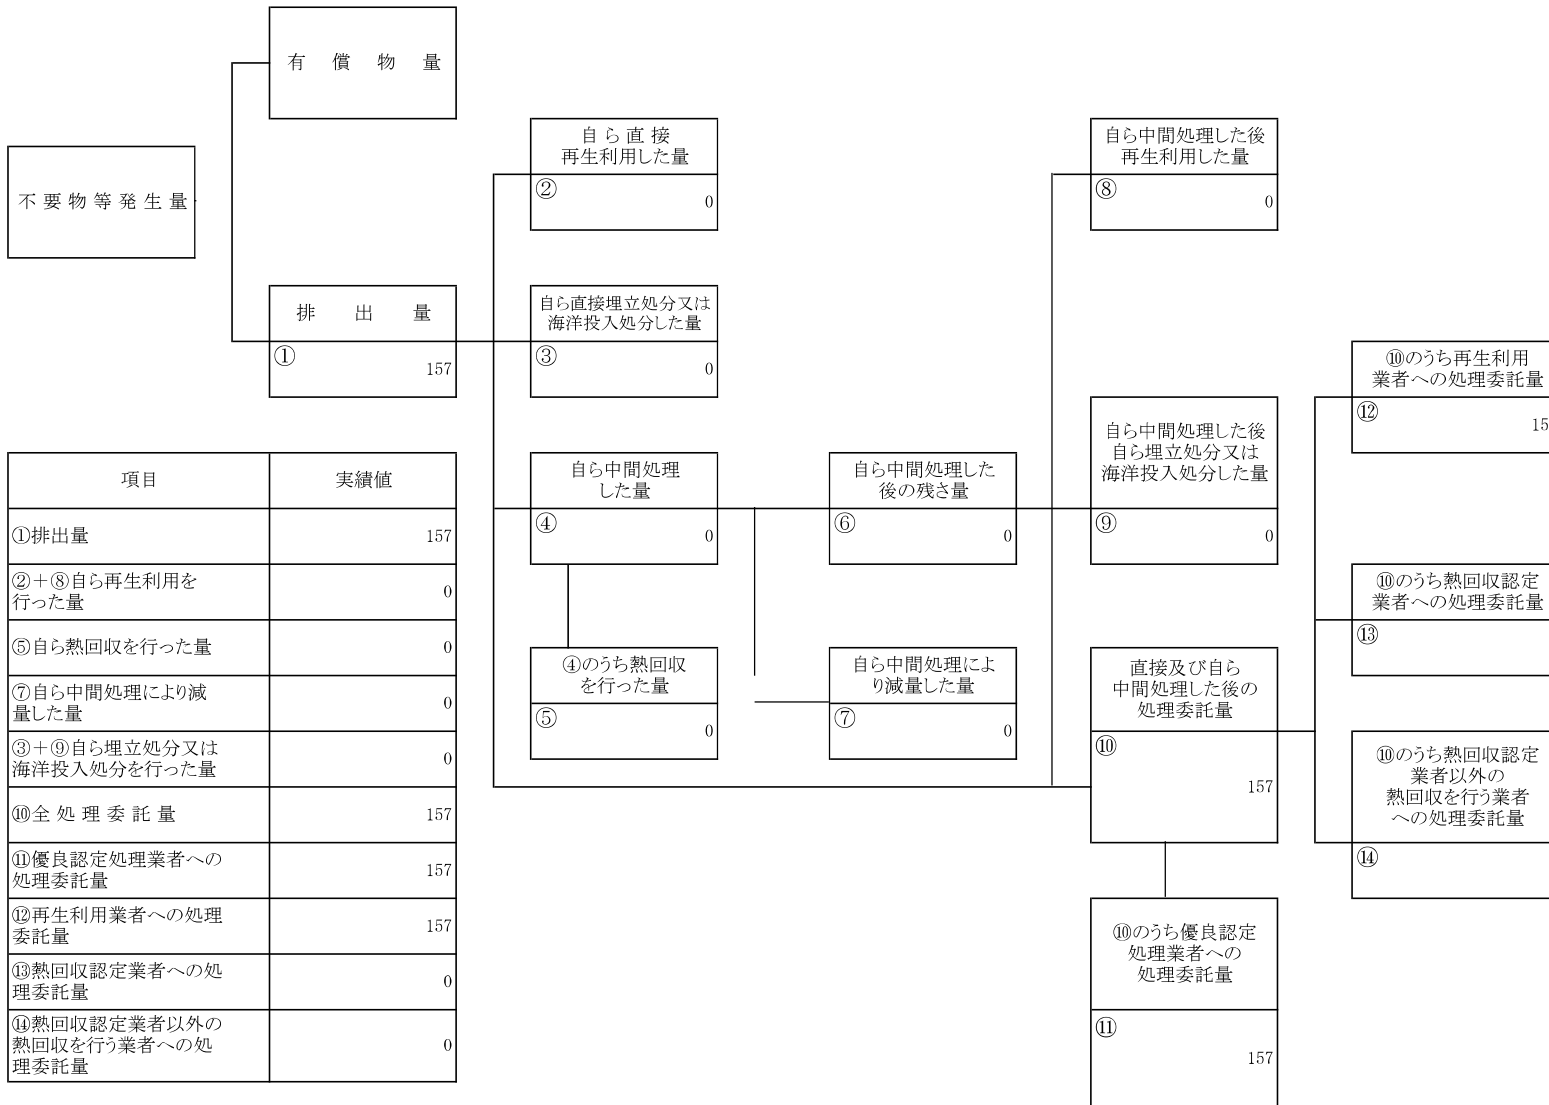 有償物量
不要物等発生量
排出量
①
157
自ら直接
再生利用した量
②
0
自ら直接埋立処分又は
海洋投入処分した量
③
0
自ら中間処理
した量
④
0
④のうち熱回収
を行った量
⑤
0
自ら中間処理した
後の残さ量
⑥
0
自ら中間処理によ
り減量した量
⑦
0
自ら中間処理した後
再生利用した量
⑧
0
自ら中間処理した後
自ら埋立処分又は
海洋投入処分した量
⑨
0
直接及び自ら
中間処理した後の
処理委託量
⑩
157
⑩のうち優良認定
処理業者への
処理委託量
⑪
157
⑩のうち再生利用
業者への処理委託量
⑫
15
⑩のうち熱回収認定
業者への処理委託量
⑬
⑩のうち熱回収認定
業者以外の
熱回収を行う業者
への処理委託量
⑭
項目 実績値
①排出量 157
②+⑧自ら再生利用を
行った量
0
⑤自ら熱回収を行った量 0
⑦自ら中間処理により減
量した量
0
③+⑨自ら埋立処分又は
海洋投入処分を行った量
0
⑩全処理委託量 157
⑪優良認定処理業者への
処理委託量
157
⑫再生利用業者への処理
委託量
157
⑬熱回収認定業者への処
理委託量
0
⑭熱回収認定業者以外の
熱回収を行う業者への処
理委託量
0